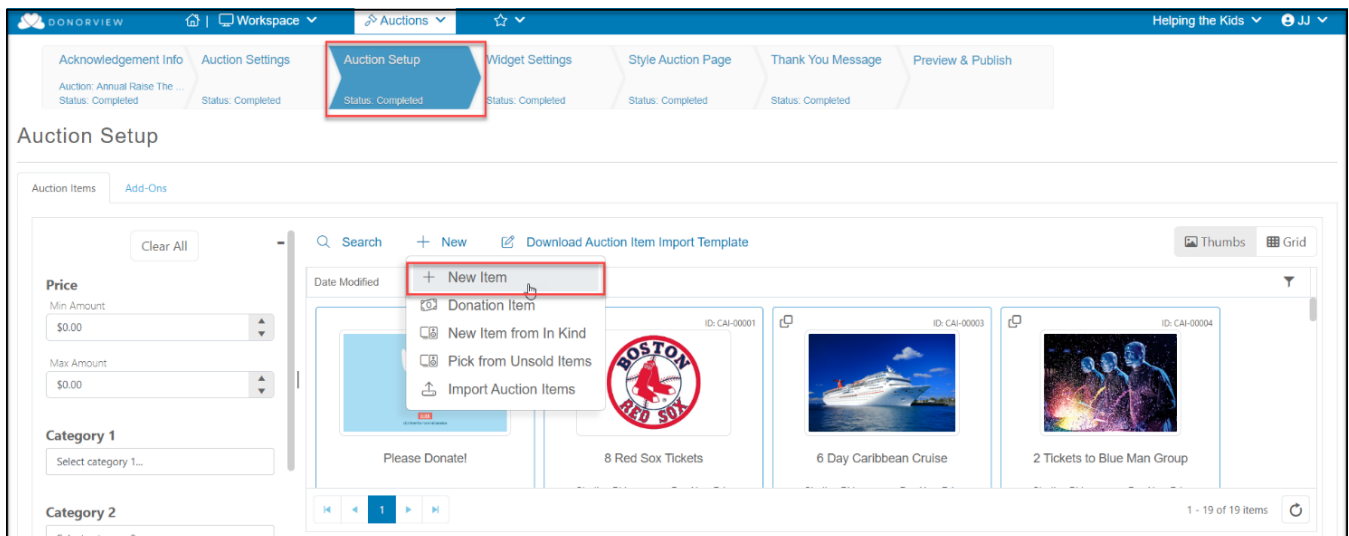 DONORVIEW
Workspace
Auctions
Helping the Kids
JJ
Acknowledgement Info
Auction: Annual Raise The ...
Status: Completed
Auction Settings
Status: Completed
Auction Setup
Status: Completed
Widget Settings
Status: Completed
Style Auction Page
Status: Completed
Thank You Message
Status: Completed
Preview & Publish
Auction Setup
Auction Items
Add-Ons
Clear All
Price
Min Amount
$0.00
Max Amount
$0.00
Category 1
Select category 1...
Category 2
Search
New
Download Auction Item Import Template
Thumbs
Grid
Date Modified
New Item
Donation Item
New Item from In Kind
Pick from Unsold Items
Import Auction Items
Please Donate!
ID: CAI-00001
BOSTON
RED SOX
8 Red Sox Tickets
ID: CAI-00003
6 Day Caribbean Cruise
ID: CAI-00004
2 Tickets to Blue Man Group
1
1 - 19 of 19 items